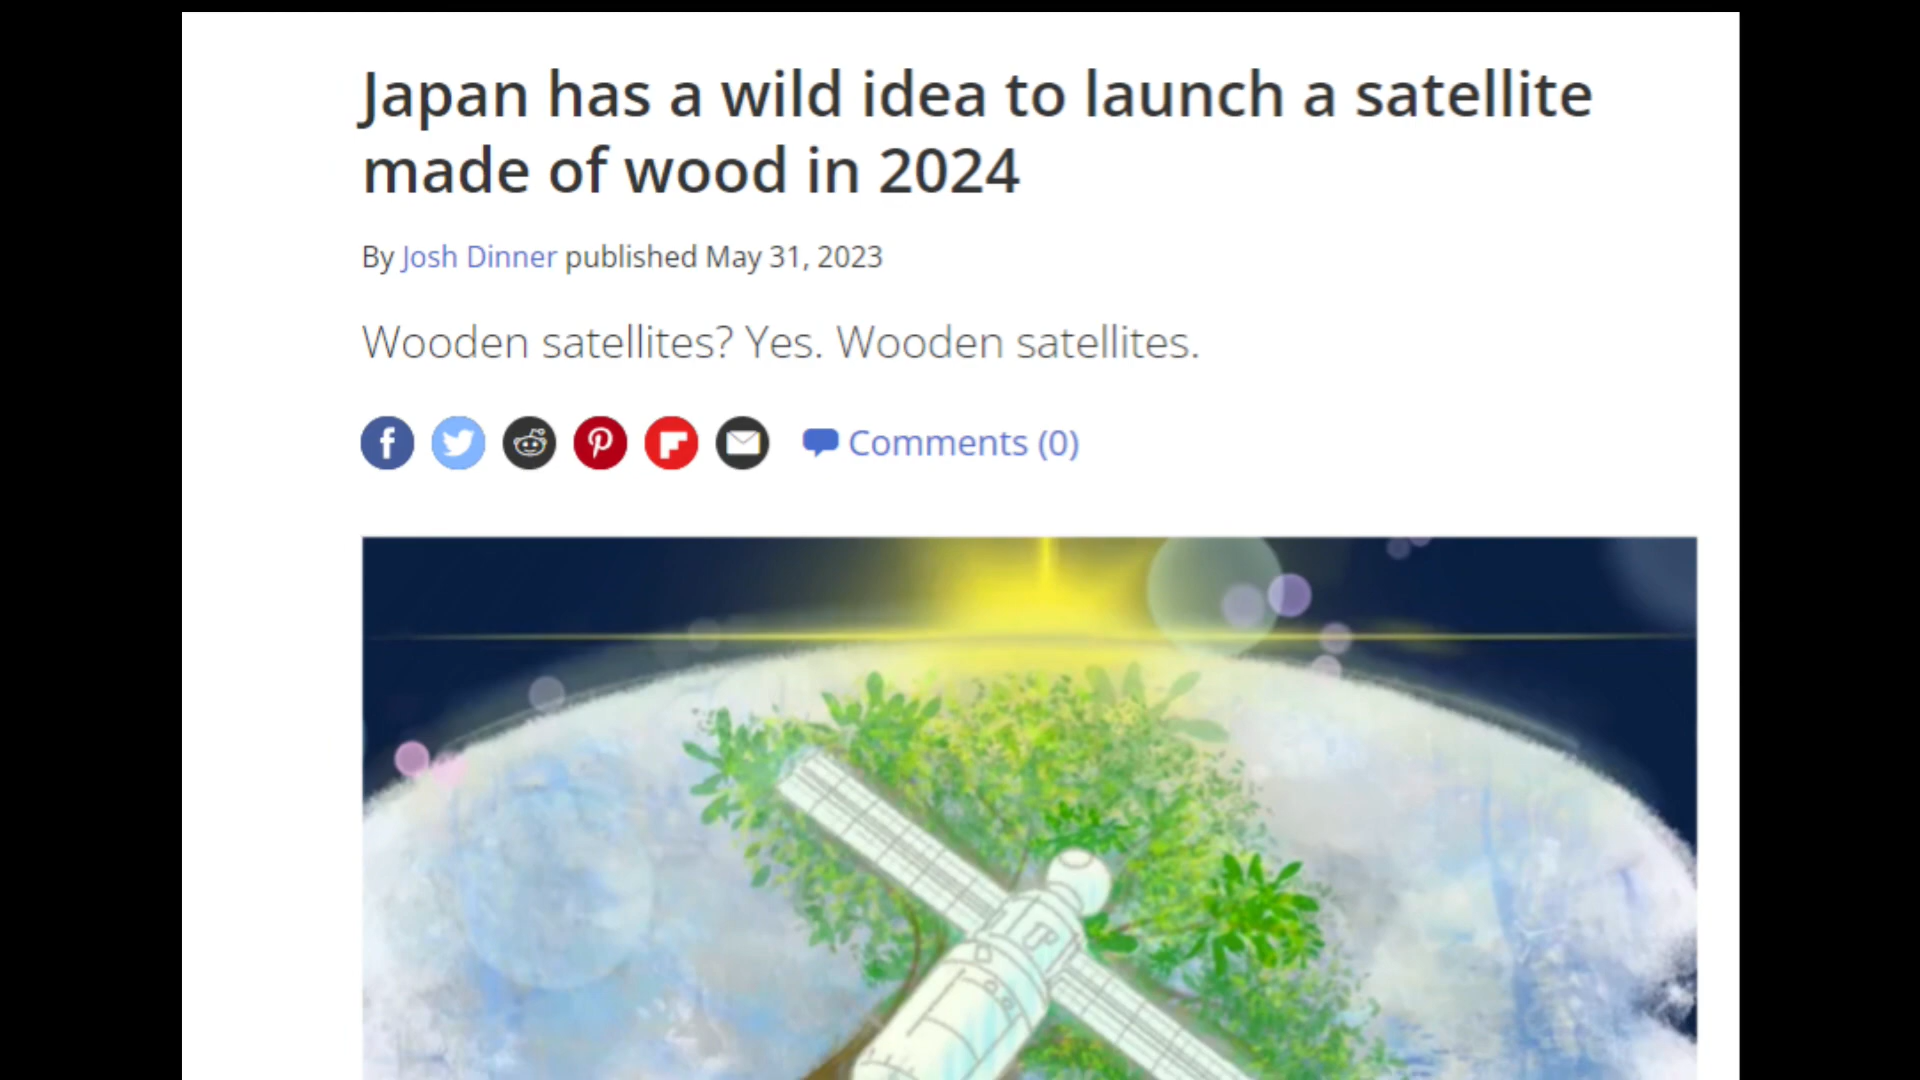 Japan has a wild idea to launch a satellite
made of wood in 2024
By Josh Dinner published May 31, 2023
Wooden satellites? Yes. Wooden satellites.
Comments (0)